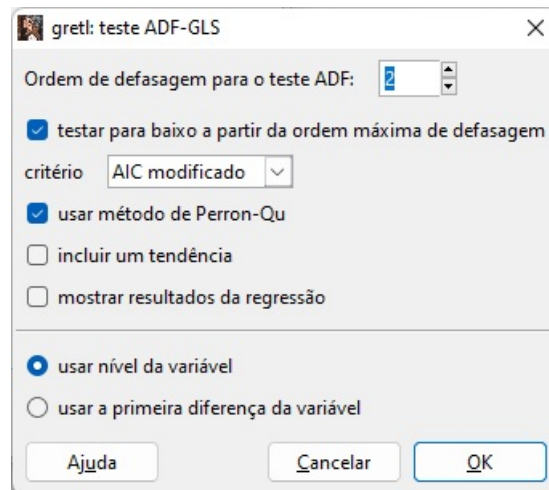 gretl: teste ADF-GLS
Ordem de defasagem para o teste ADF: 2
testar para baixo a partir da ordem máxima de defasagem
critério AIC modificado
usar método de Perron-Qu
incluir um tendência
mostrar resultados da regressão
usar nível da variável
usar a primeira diferença da variável
Ajuda Cancelar OK